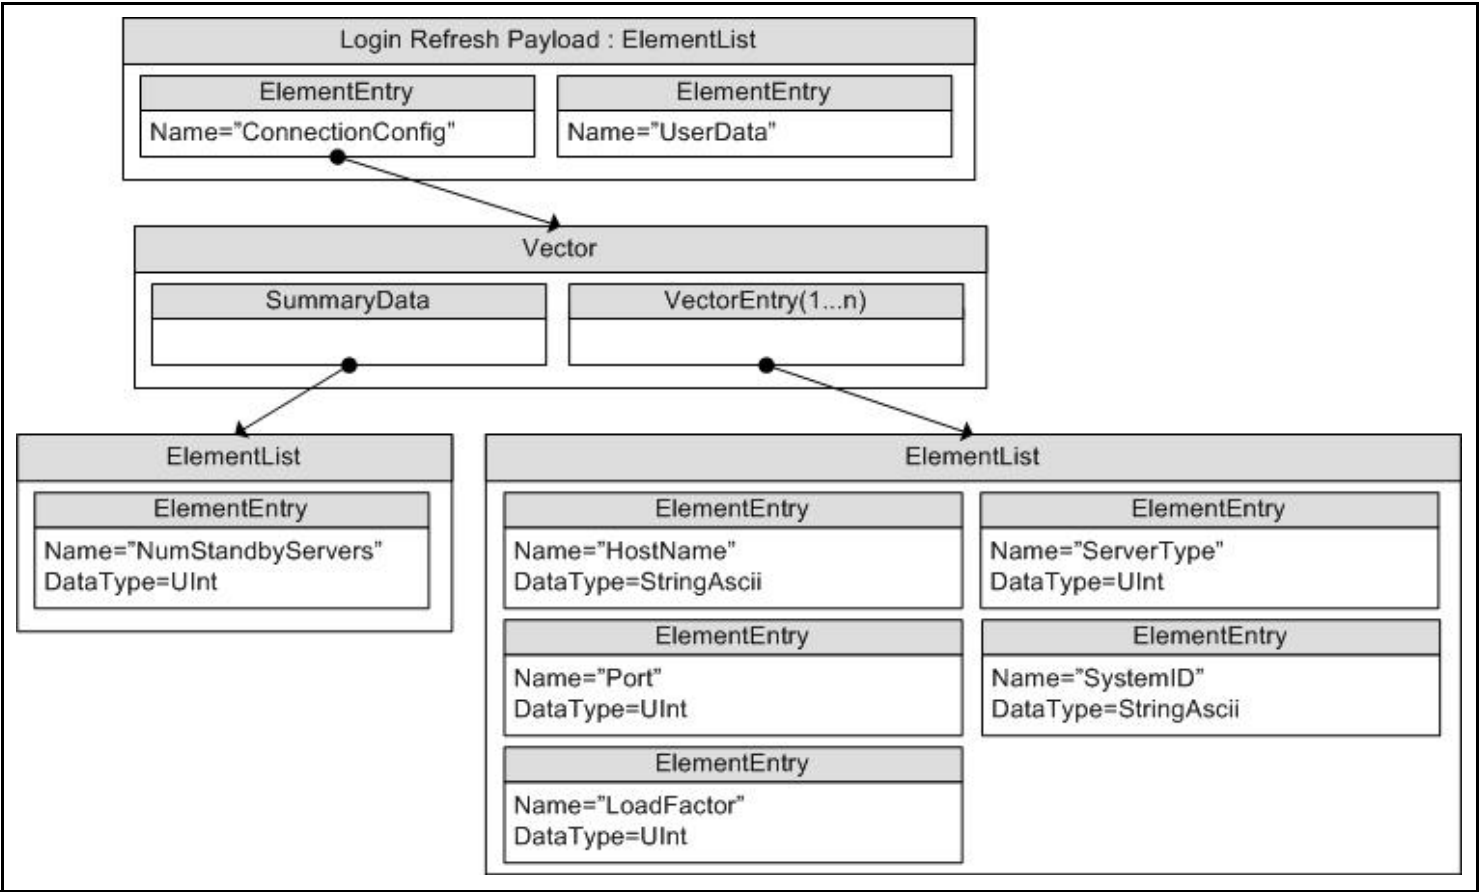 Login Refresh Payload : ElementList
ElementEntry
Name=”ConnectionConfig”
ElementEntry
Name=”UserData”
Vector
SummaryData
VectorEntry(1...n)
ElementList
ElementEntry
Name=”NumStandbyServers”
DataType=UInt
ElementList
ElementEntry
Name=”HostName”
DataType=StringAscii
ElementEntry
Name=”ServerType”
DataType=UInt
ElementEntry
Name=”Port”
DataType=UInt
ElementEntry
Name=”SystemID”
DataType=StringAscii
ElementEntry
Name=”LoadFactor”
DataType=UInt